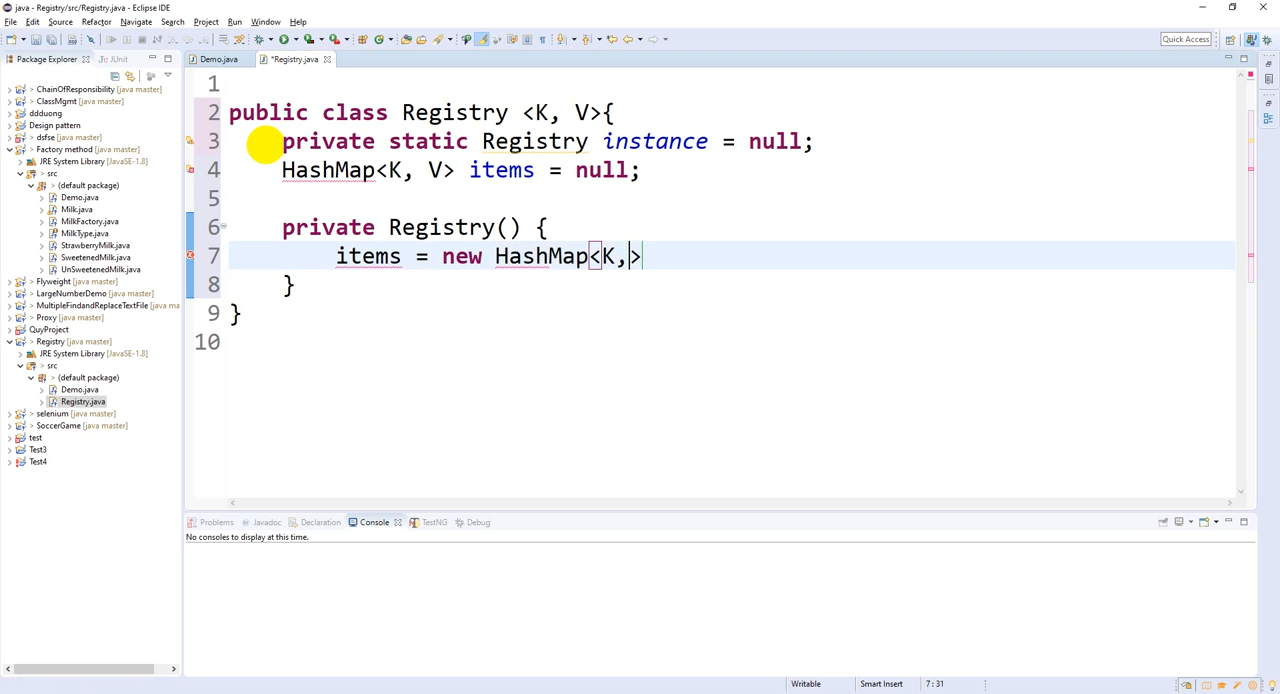 java - Registry/src/Registry.java - Eclipse IDE
File Edit Source Refactor Navigate Search Project Run Window Help
Quick Access
Package Explorer JUnit
Demo.java *Registry.java
ChainOfResponsibility [java master]
ClassMgmt [java master]
ddduong
Design pattern
dsfse [java master]
Factory method [java master]
JRE System Library [JavaSE-1.8]
src
(default package)
Demo.java
Milk.java
MilkFactory.java
MilkType.java
StrawberryMilk.java
SweetenedMilk.java
UnSweetenedMilk.java
Flyweight [java master]
LargeNumberDemo [java master]
MultipleFindandReplaceTextFile [java ma
Proxy [java master]
QuyProject
Registry [java master]
JRE System Library [JavaSE-1.8]
src
(default package)
Demo.java
Registry.java
selenium [java master]
SoccerGame [java master]
test
Test3
Test4
1
2 public class Registry <K, V>{
3 private static Registry instance = null;
4 HashMap<K, V> items = null;
5
6 private Registry() {
7 items = new HashMap<K,>
8 }
9 }
10
Problems Javadoc Declaration Console TestNG Debug
No consoles to display at this time.
Writable Smart Insert 7 : 31